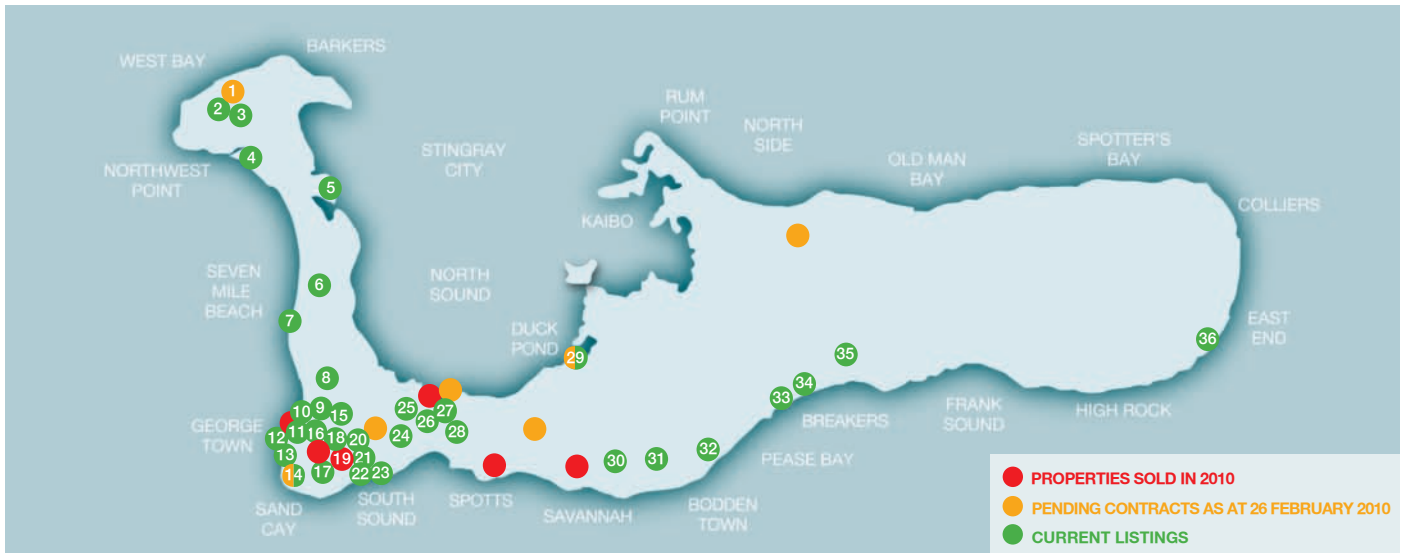 BARKERS
WEST BAY
1
2
3
4
5
NORTHWEST
POINT
STINGRAY
CITY
RUM
POINT
NORTH
SIDE
KAIBO
OLD MAN
BAY
SPOTTER'S
BAY
COLLIERS
SEVEN
MILE
BEACH
6
7
8
NORTH
SOUND
DUCK
POND
29
EAST
END
36
35
34
33
BREAKERS
FRANK
SOUND
HIGH ROCK
PEASE BAY
GEORGE
TOWN
10
9
15
12
11
16
18
20
13
19
21
14
17
22
23
25
26
27
24
28
30
31
32
SAND
CAY
SOUTH
SOUND
SPOTTS
SAVANNAH
BODDEN
TOWN
PROPERTIES SOLD IN 2010
PENDING CONTRACTS AS AT 26 FEBRUARY 2010
CURRENT LISTINGS